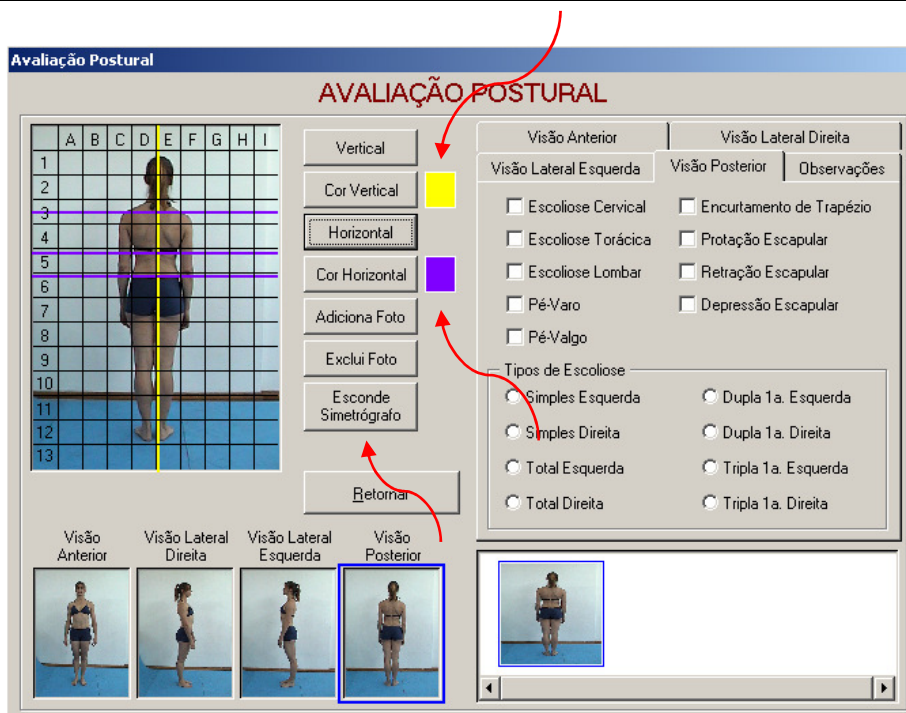 Avaliação Postural
AVALIAÇÃO POSTURAL
A B C D E F G H I
1
2
3
4
5
6
7
8
9
10
11
12
13
Vertical
Cor Vertical
Horizontal
Cor Horizontal
Adiciona Foto
Exclui Foto
Esconde
Simetrógrafo
Retornar
Visão Anterior
Visão Lateral Direita
Visão Lateral Esquerda
Visão Posterior
Observações
Escoliose Cervical
Escoliose Torácica
Escoliose Lombar
Pé-Varo
Pé-Valgo
Encurtamento de Trapézio
Protação Escapular
Retração Escapular
Depressão Escapular
Tipos de Escoliose
Simples Esquerda
Simples Direita
Total Esquerda
Total Direita
Dupla 1a. Esquerda
Dupla 1a. Direita
Tripla 1a. Esquerda
Tripla 1a. Direita
Visão
Anterior
Visão Lateral
Direita
Visão Lateral
Esquerda
Visão
Posterior